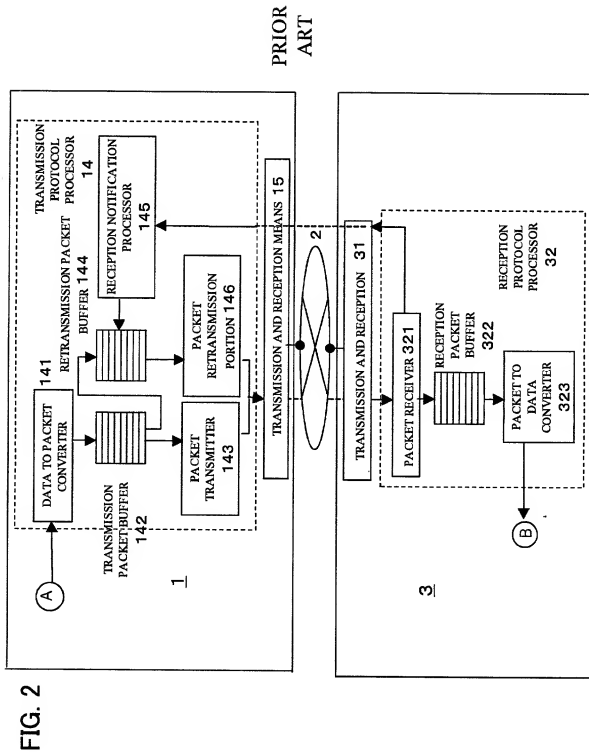 FIG. 2
PRIOR
ART
A
DATA TO PACKET
CONVERTER
141
TRANSMISSION
PACKET BUFFER
142
RETRANSMISSION PACKET
BUFFER 144
TRANSMISSION
PROTOCOL
PROCESSOR
14
RECEPTION NOTIFICATION
PROCESSOR
145
PACKET
TRANSMITTER
143
PACKET
RETRANSMISSION
PORTION 146
1
TRANSMISSION AND RECEPTION MEANS 15
2
TRANSMISSION AND RECEPTION 31
3
PACKET RECEIVER 321
RECEPTION
PACKET
BUFFER
322
RECEPTION
PROTOCOL
PROCESSOR
32
PACKET TO
DATA
CONVERTER
323
B